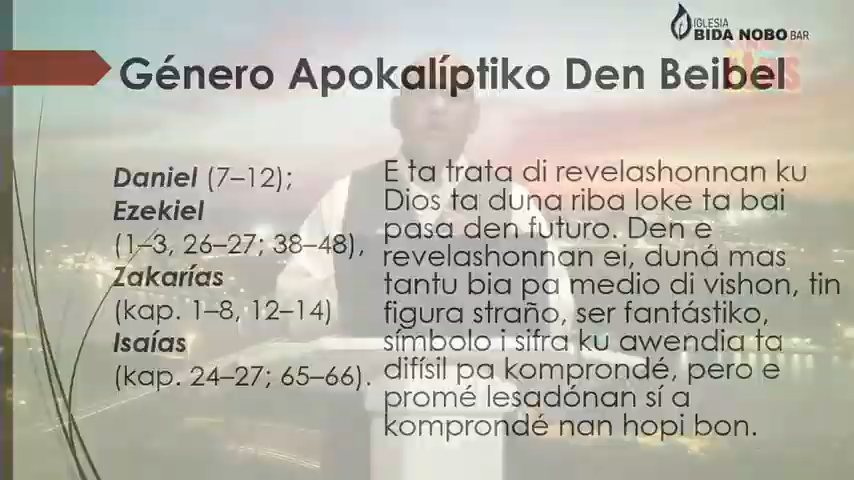 IGLESIA
BIDA NOBO BAR
Género Apokalíptiko Den Beibel
Daniel (7–12);
Ezekiel
(1–3, 26–27; 38–48),
Zakarías
(kap. 1–8, 12–14)
Isaías
(kap. 24–27; 65–66).
E ta trata di revelashonnan ku
Dios ta duna riba loke ta bai
pasa den futuro. Den e
revelashonnan ei, duná mas
tantu bia pa medio di vishon, tin
figura straño, ser fantástiko,
símbolo i sifra ku awendia ta
difísil pa komprondé, pero e
promé lesadónan sí a
komprondé nan hopi bon.